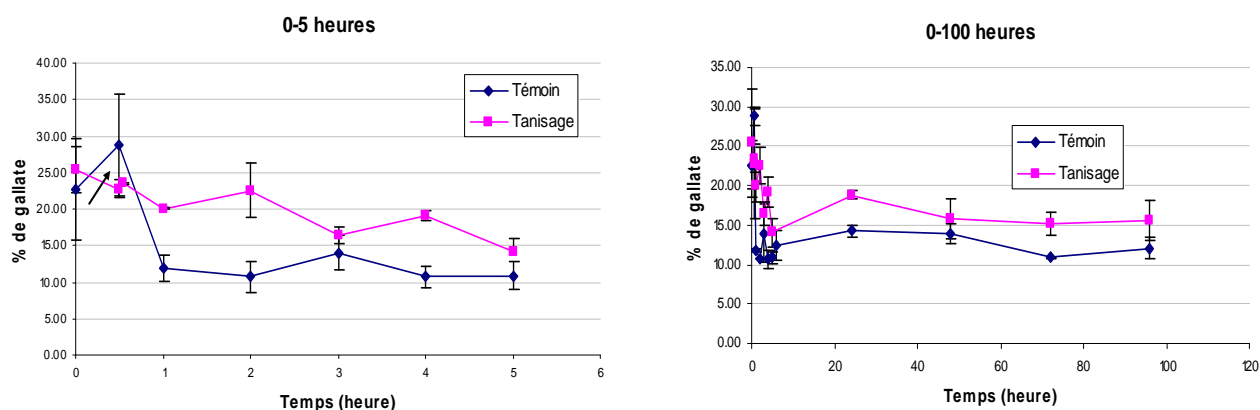 0-5 heures
40.00
35.00
30.00
25.00
20.00
15.00
10.00
5.00
0.00
% de gallate
Témoin
Tanisage
0 1 2 3 4 5 6
Temps (heure)
0-100 heures
35.00
30.00
25.00
20.00
15.00
10.00
5.00
0.00
% de gallate
Témoin
Tanisage
0 20 40 60 80 100 120
Temps (heure)